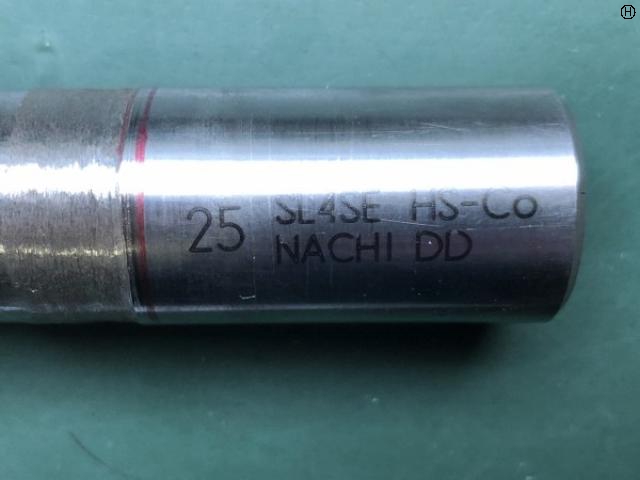 H
25 SL4SE HS-Co
NACHI DD